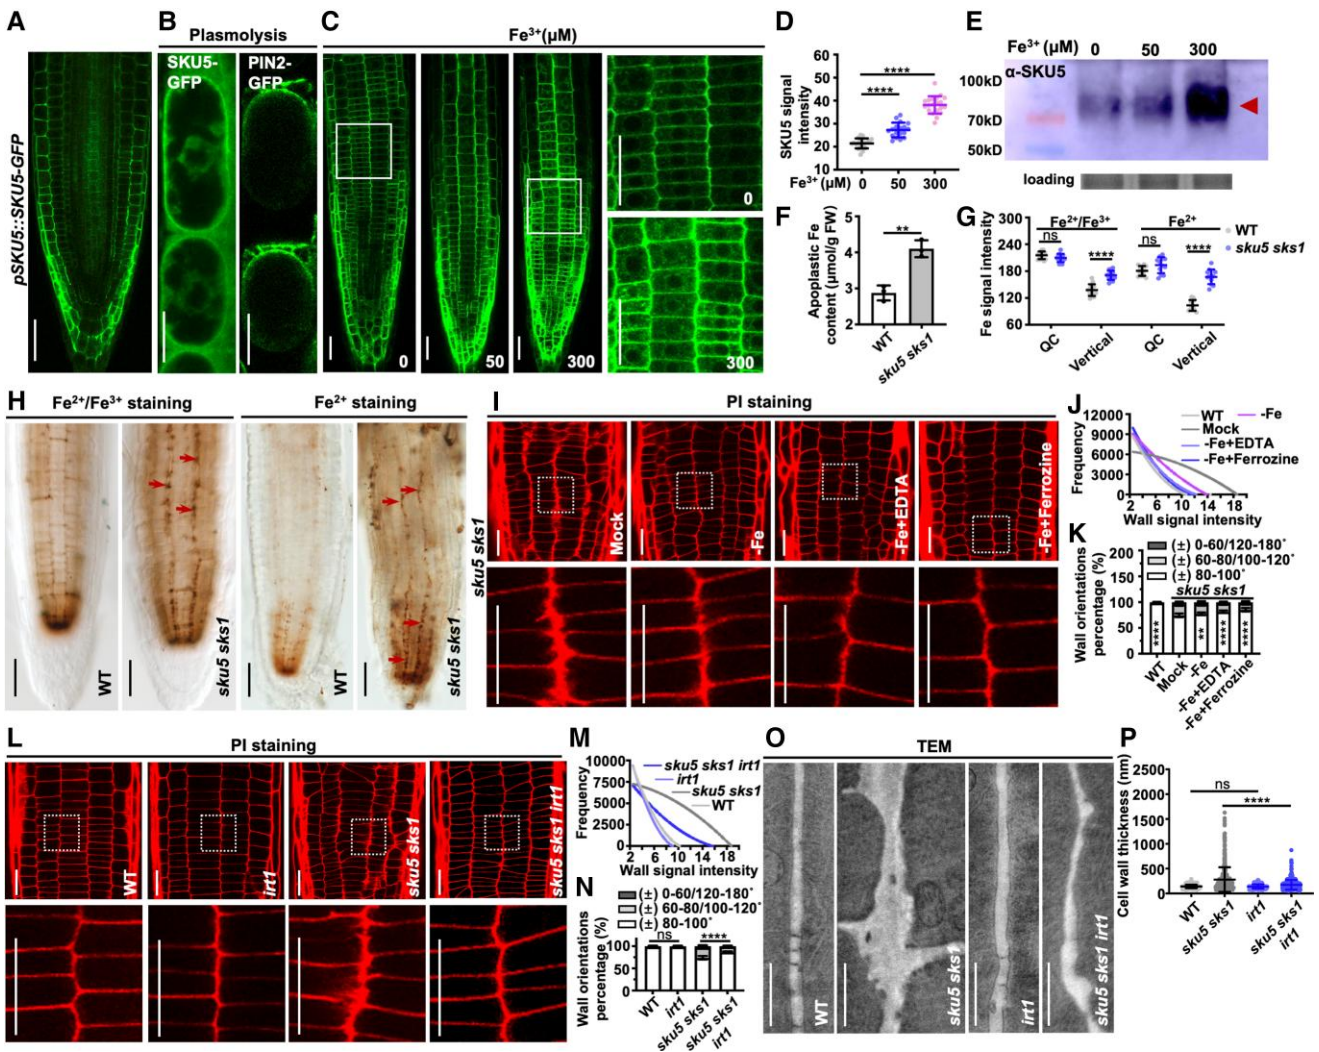 A
pSKU5::SKU5-GFP
B
Plasmolysis
SKU5-
GFP
PIN2-
GFP
C
Fe³⁺(μM)
0
50
300
0
300
D
SKU5 signal
intensity
60
50
40
30
20
10
****
****
Fe³⁺(μM)
0
50
300
E
Fe³⁺ (μM)
0
50
300
α-SKU5
100kD
70kD
50kD
loading
F
Apoplastic Fe
content (μmol/g FW)
5
4
3
2
**
WT
sku5 sks1
G
Fe signal intensity
300
240
180
120
60
Fe²⁺/Fe³⁺
Fe²⁺
ns
****
ns
****
WT
sku5 sks1
QC
Vertical
QC
Vertical
H
Fe²⁺/Fe³⁺ staining
Fe²⁺ staining
WT
sku5 sks1
WT
sku5 sks1
I
PI staining
sku5 sks1
Mock
-Fe
-Fe+EDTA
-Fe+Ferrozine
J
Frequency
12000
9000
6000
3000
0
WT
-Fe
Mock
-Fe+EDTA
-Fe+Ferrozine
2
6
10
14
18
Wall signal intensity
K
(±) 0-60/120-180°
(±) 60-80/100-120°
(±) 80-100°
sku5 sks1
Wall orientations
percentage (%)
200
150
100
50
0
****
**
****
****
WT
Mock
-Fe
-Fe+EDTA
-Fe+Ferrozine
L
PI staining
WT
irt1
sku5 sks1
sku5 sks1 irt1
M
Frequency
10000
7500
5000
2500
0
sku5 sks1 irt1
irt1
sku5 sks1
WT
2
6
10
14
18
Wall signal intensity
N
(±) 0-60/120-180°
(±) 60-80/100-120°
(±) 80-100°
Wall orientations
percentage (%)
100
50
0
ns
****
WT
irt1
sku5 sks1
sku5 sks1
irt1
O
TEM
WT
sku5 sks1
irt1
sku5 sks1 irt1
P
Cell wall thickness (nm)
2500
2000
1500
1000
500
0
ns
****
WT
sku5 sks1
irt1
sku5 sks1
irt1